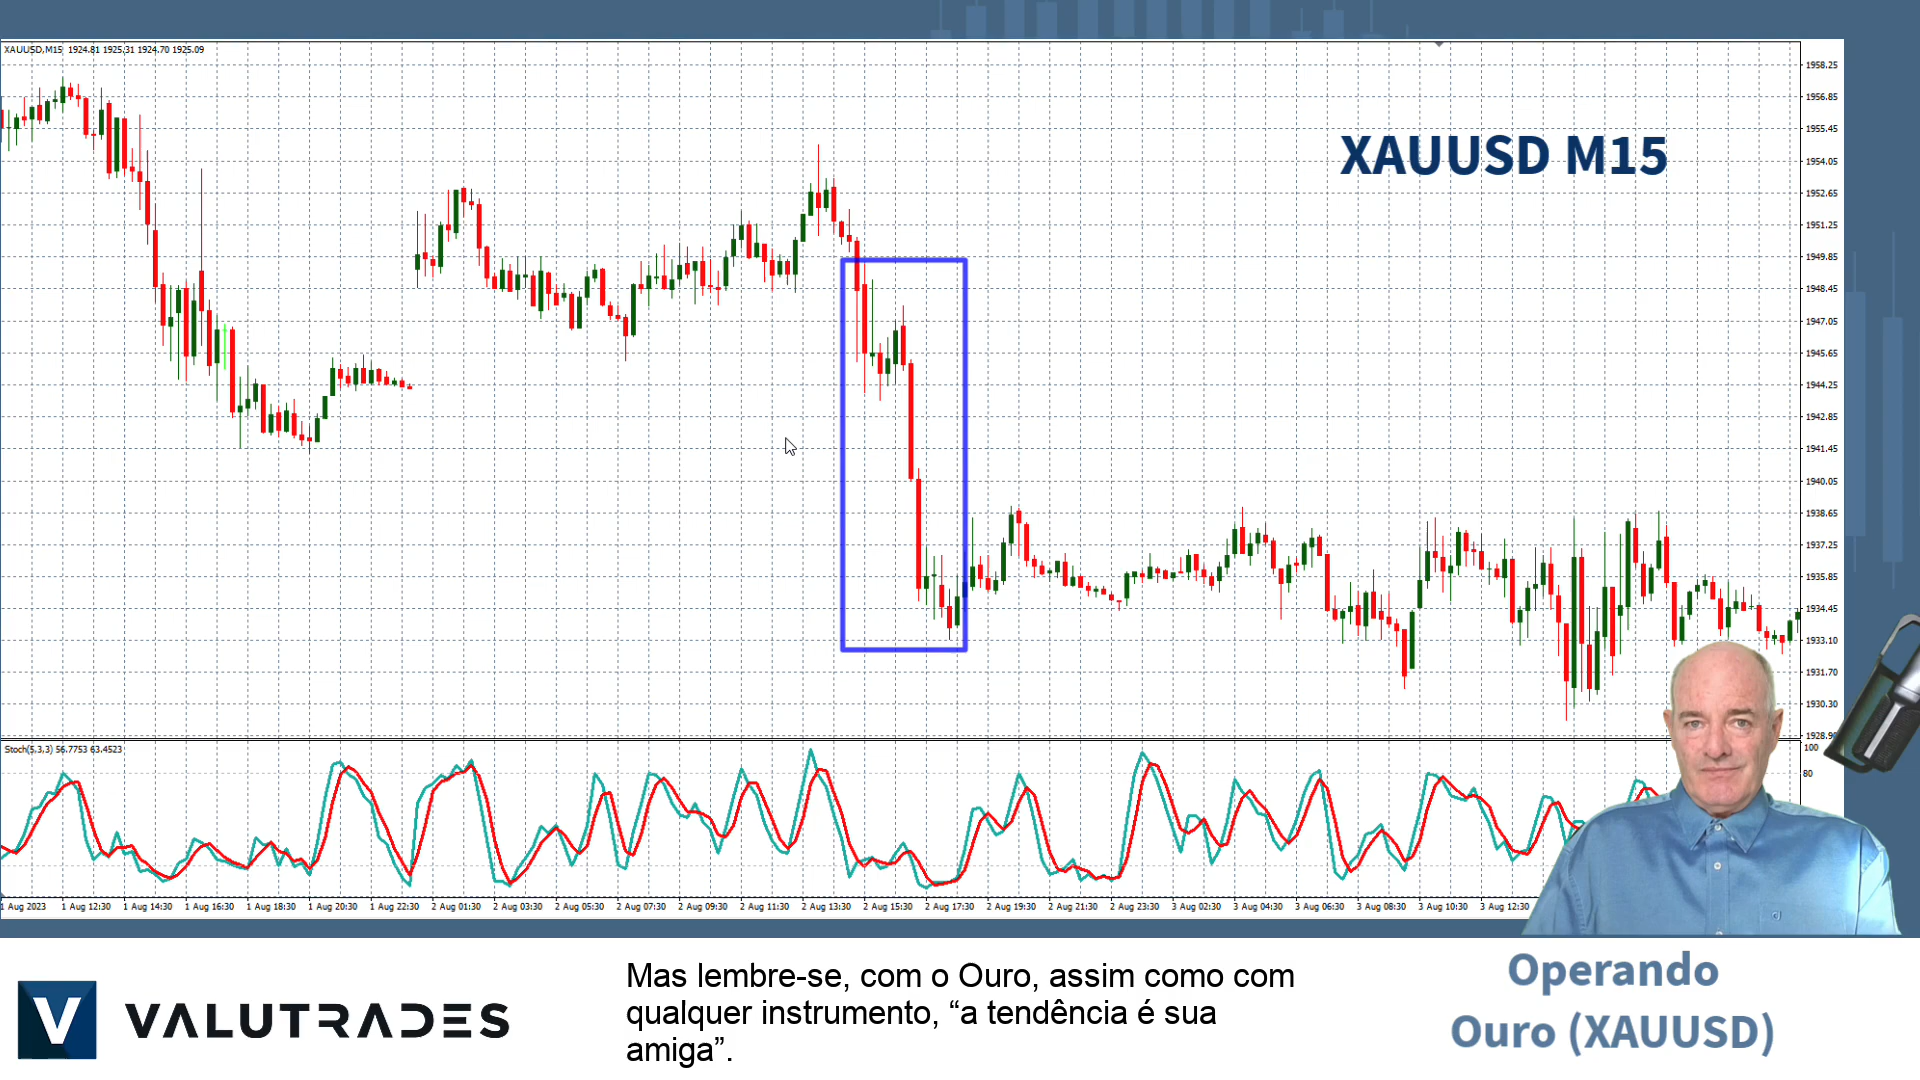 XAUUSD,M15 1924.81 1925.31 1924.70 1925.09
XAUUSD M15
1958.25
1956.85
1955.45
1954.05
1952.65
1951.25
1949.85
1948.45
1947.05
1945.65
1944.25
1942.85
1941.45
1940.05
1938.65
1937.25
1935.85
1934.45
1933.10
1931.70
1930.30
1928.90
Stoch(5,3,3) 56.7753 63.4523
100
80
1 Aug 2023 1 Aug 12:30 1 Aug 14:30 1 Aug 16:30 1 Aug 18:30 1 Aug 20:30 1 Aug 22:30 2 Aug 01:30 2 Aug 03:30 2 Aug 05:30 2 Aug 07:30 2 Aug 09:30 2 Aug 11:30 2 Aug 13:30 2 Aug 15:30 2 Aug 17:30 2 Aug 19:30 2 Aug 21:30 2 Aug 23:30 3 Aug 02:30 3 Aug 04:30 3 Aug 06:30 3 Aug 08:30 3 Aug 10:30 3 Aug 12:30
V VALUTRADES
Mas lembre-se, com o Ouro, assim como com
qualquer instrumento, “a tendência é sua
amiga”.
Operando
Ouro (XAUUSD)